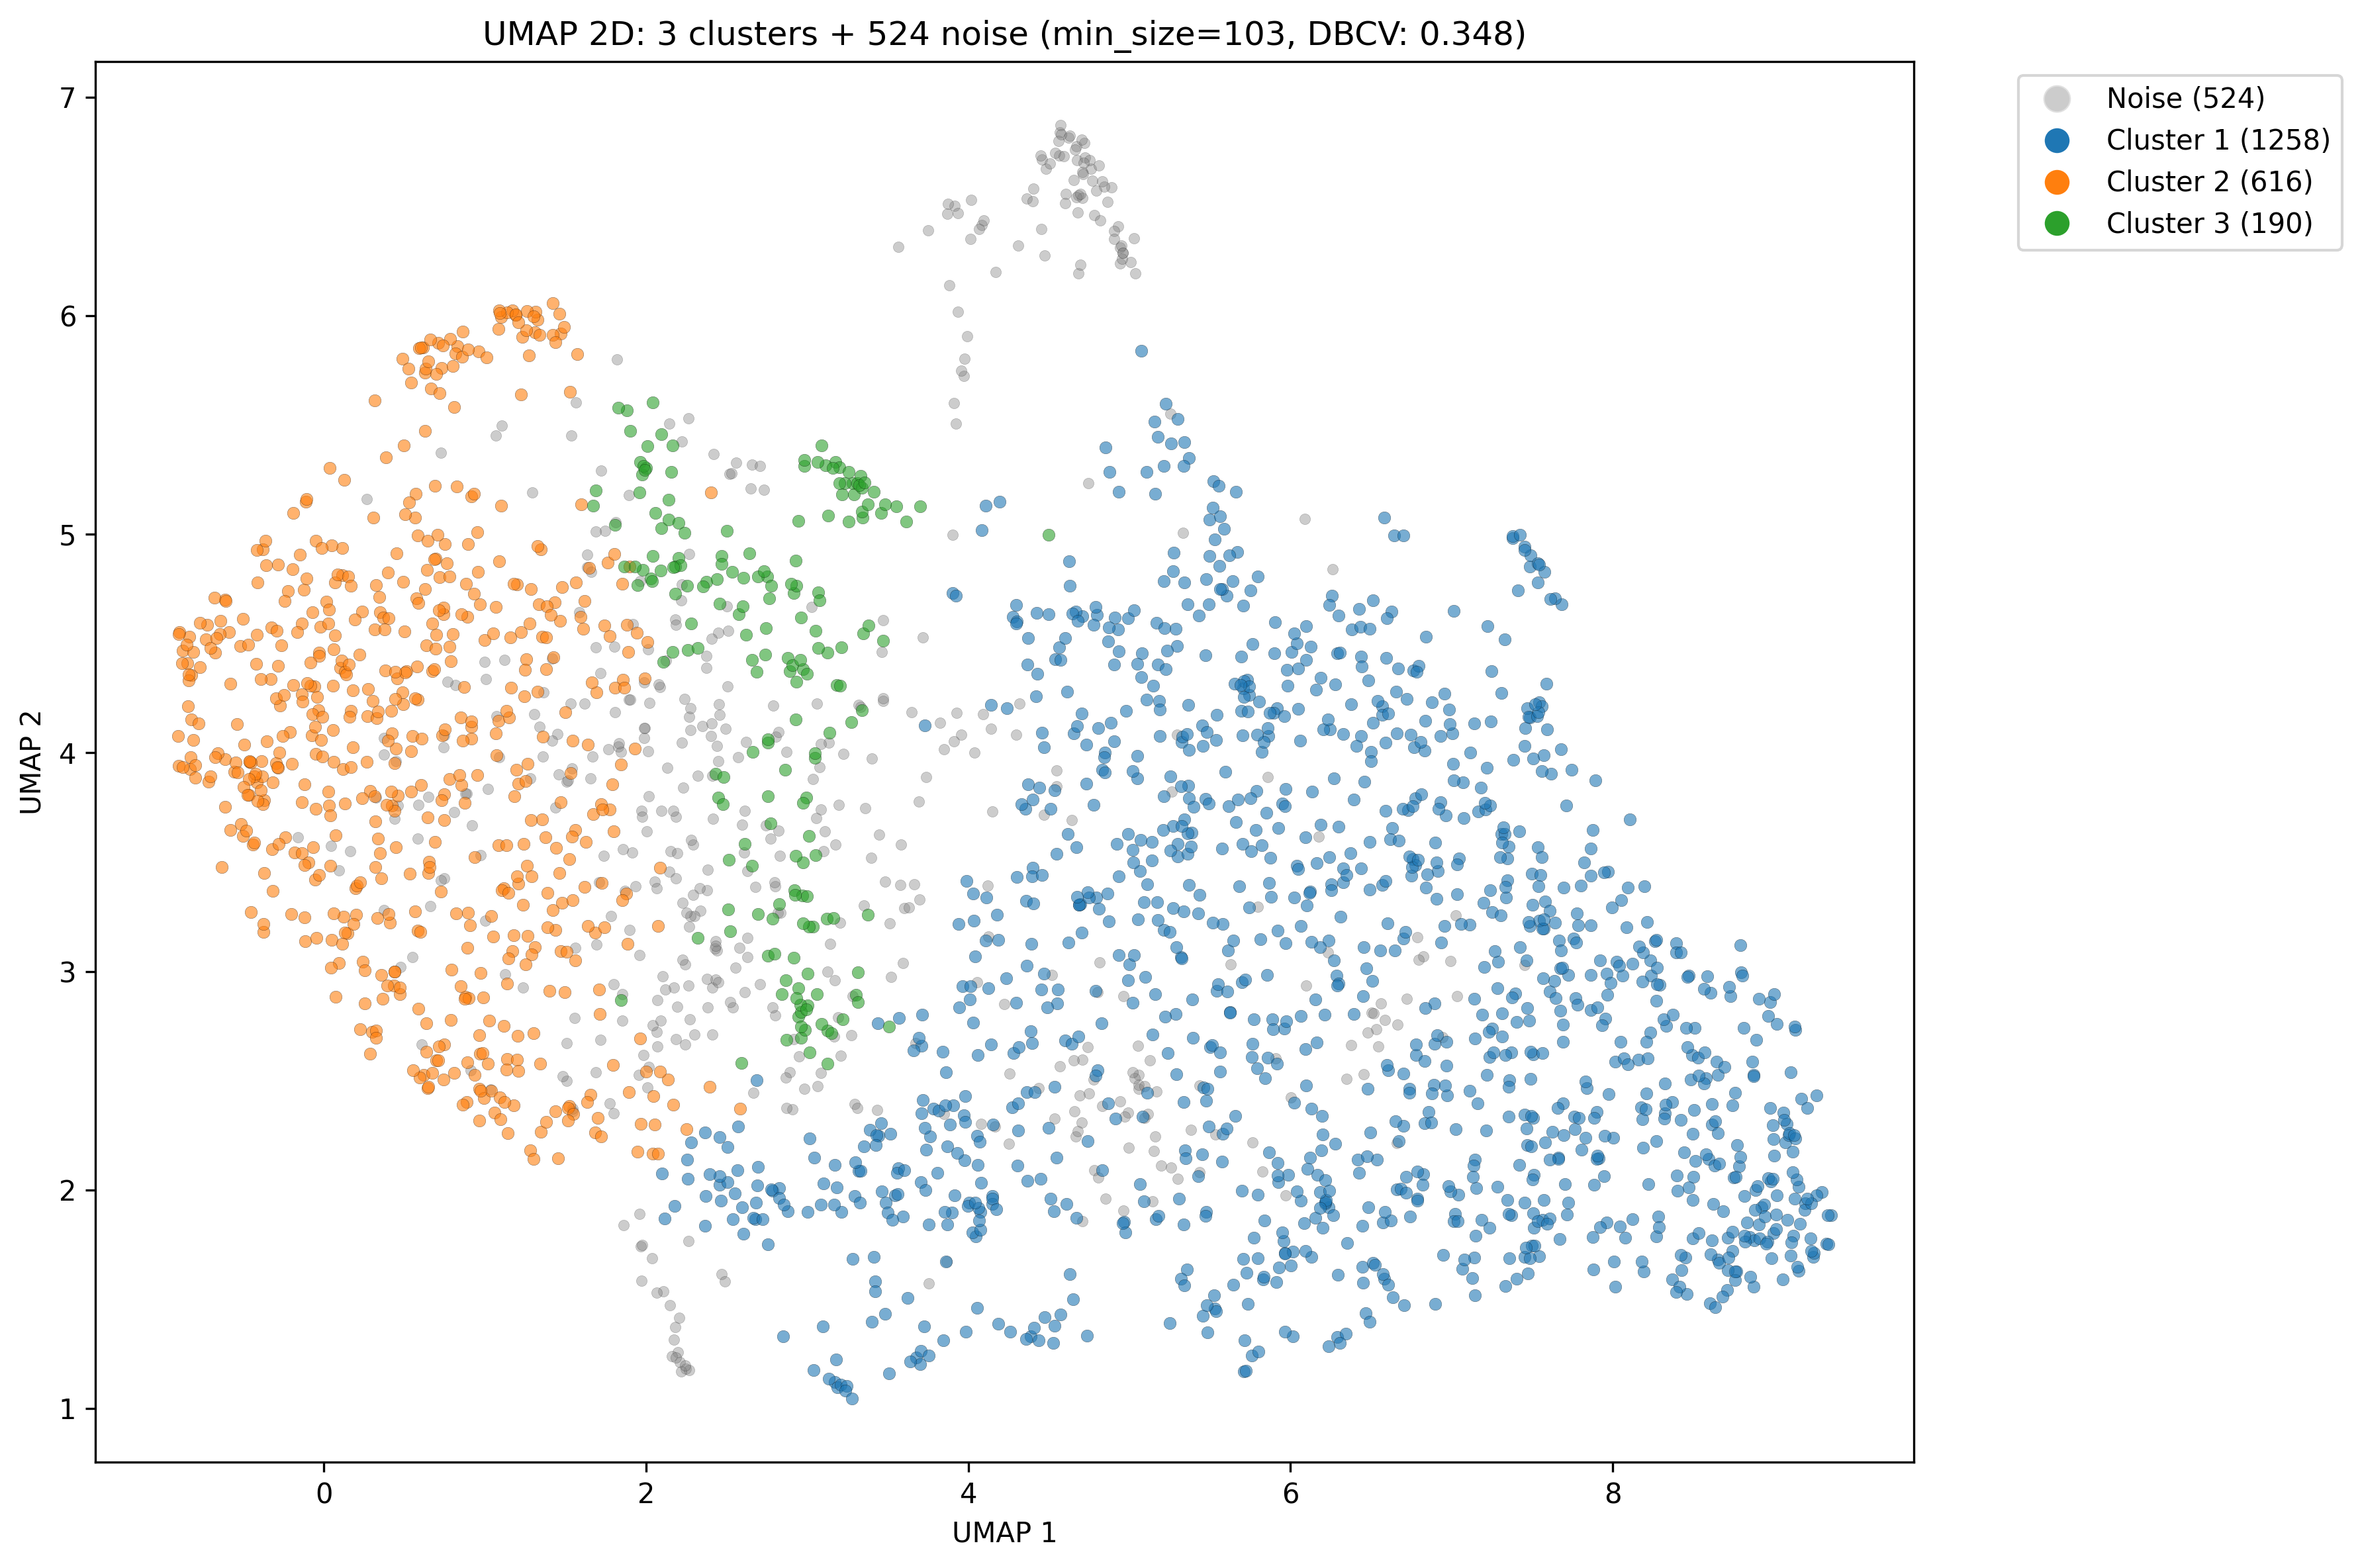 UMAP 2D: 3 clusters + 524 noise (min_size=103, DBCV: 0.348)
Noise (524)
Cluster 1 (1258)
Cluster 2 (616)
Cluster 3 (190)
7
6
5
4
3
2
1
UMAP 2
0
2
4
6
8
UMAP 1